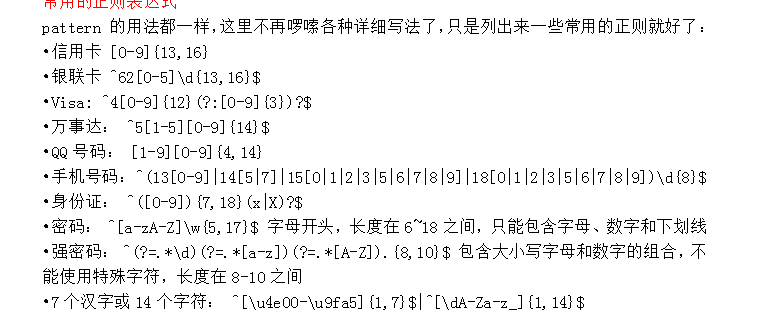 常用的正则表达式
pattern 的用法都一样,这里不再啰嗦各种详细写法了,只是列出来一些常用的正则就好了:
•信用卡 [0-9]{13,16}
•银联卡 ^62[0-5]\d{13,16}$
•Visa: ^4[0-9]{12}(?:[0-9]{3})?$
•万事达: ^5[1-5][0-9]{14}$
•QQ号码: [1-9][0-9]{4,14}
•手机号码:^(13[0-9]|14[5|7]|15[0|1|2|3|5|6|7|8|9]|18[0|1|2|3|5|6|7|8|9])\d{8}$
•身份证: ^([0-9]){7,18}(x|X)?$
•密码: ^[a-zA-Z]\w{5,17}$ 字母开头,长度在6~18之间,只能包含字母、数字和下划线
•强密码: ^(?=.*\d)(?=.*[a-z])(?=.*[A-Z]).{8,10}$ 包含大小写字母和数字的组合,不
能使用特殊字符,长度在8-10之间
•7个汉字或14个字符: ^[\u4e00-\u9fa5]{1,7}$|^[\dA-Za-z_]{1,14}$